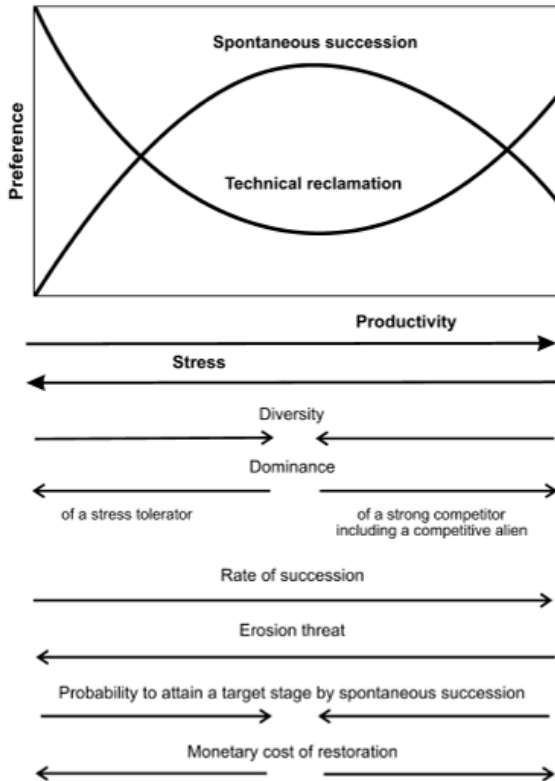 Spontaneous succession
Preference
Technical reclamation
Productivity
Stress
Diversity
Dominance
of a stress tolerator
of a strong competitor
including a competitive alien
Rate of succession
Erosion threat
Probability to attain a target stage by spontaneous succession
Monetary cost of restoration